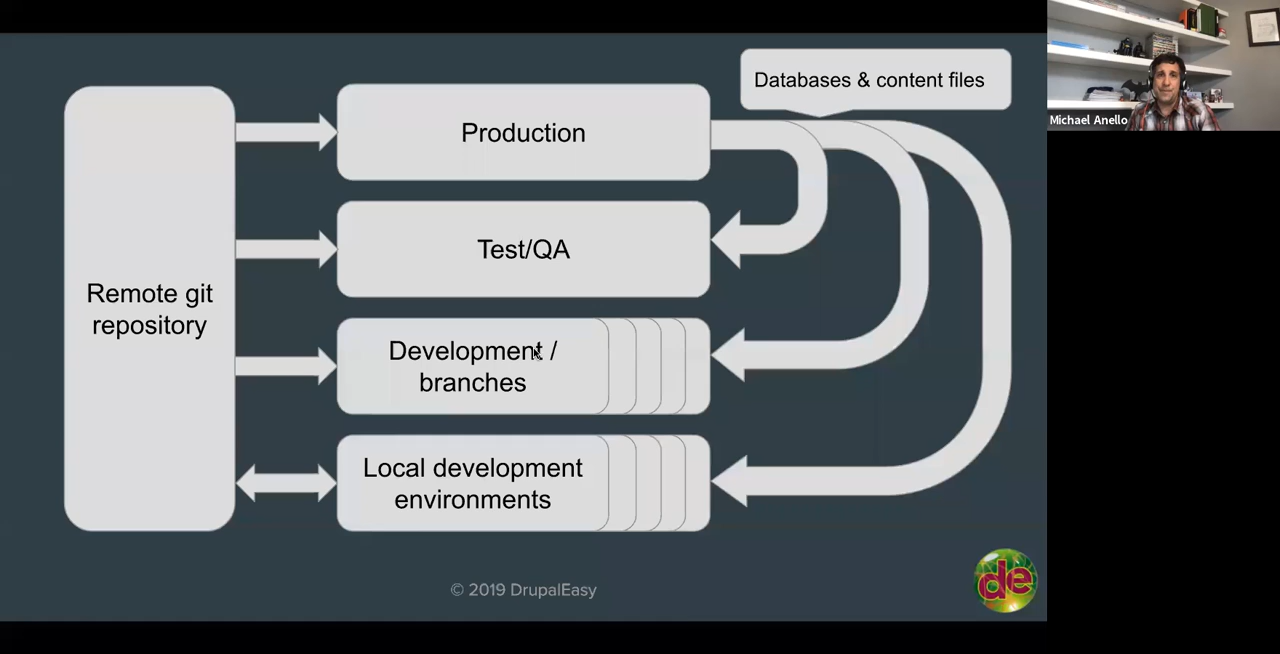 Databases & content files
Production
Test/QA
Remote git
repository
Development /
branches
Local development
environments
© 2019 DrupalEasy
de
Michael Anello